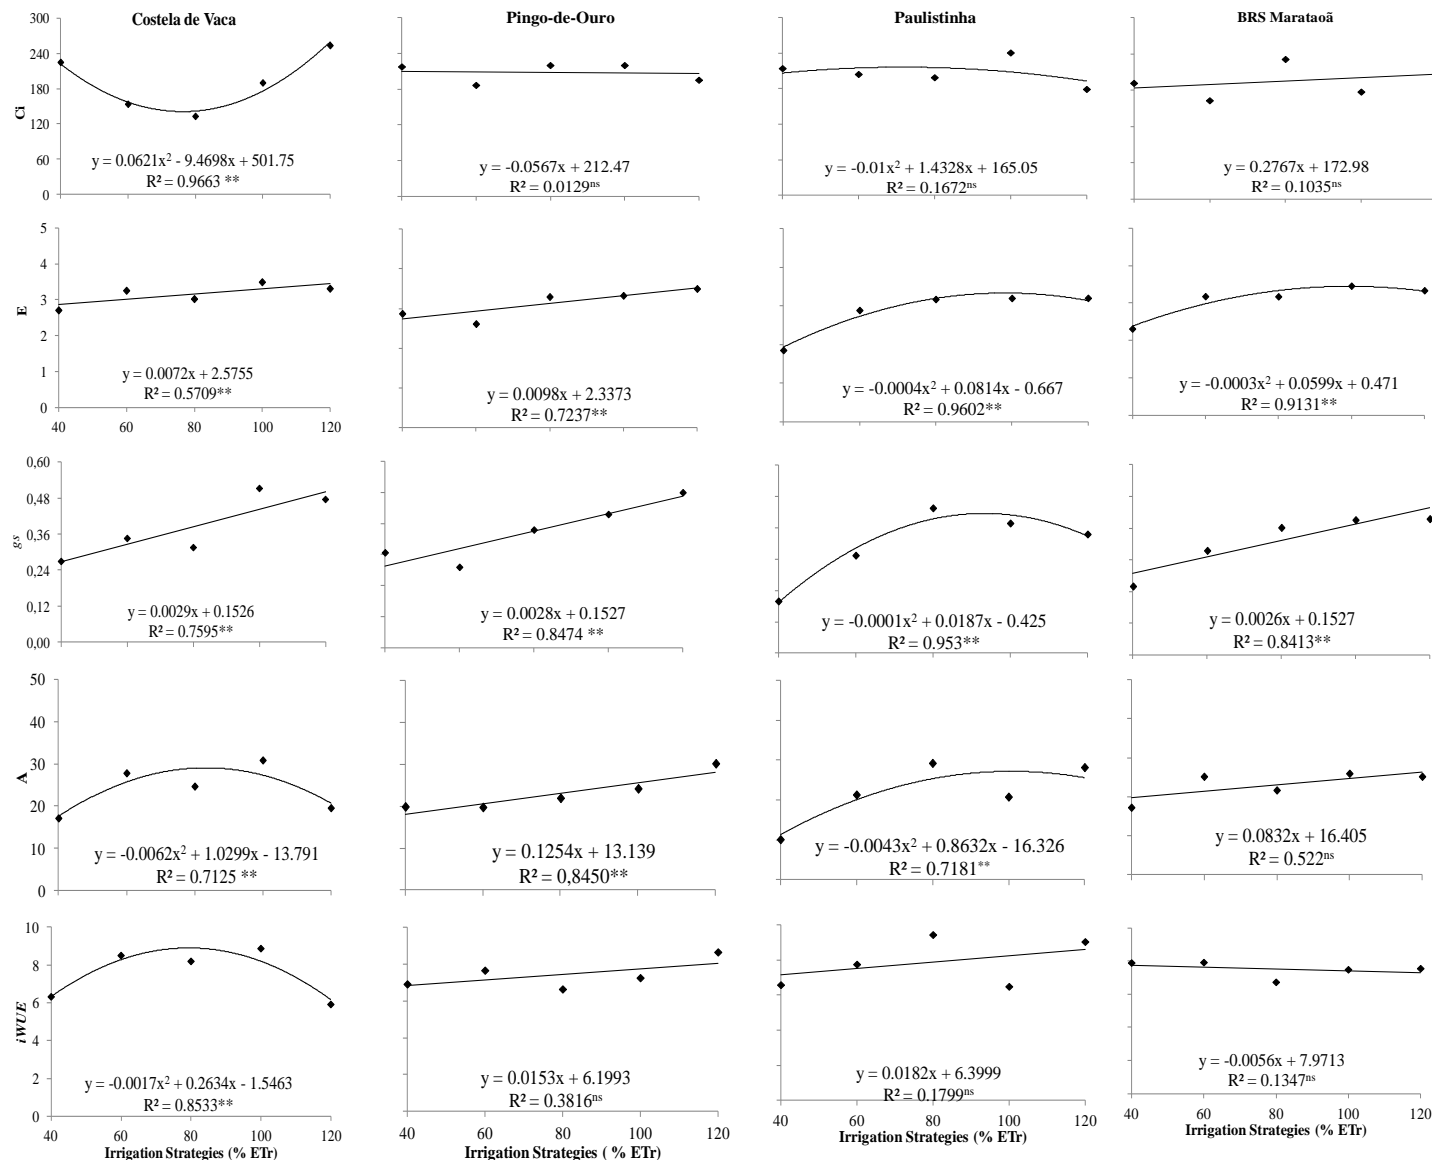 Costela de Vaca
Pingo-de-Ouro
Paulistinha
BRS Marataoã
300
240
180
120
60
0
Ci
y = 0.0621x² - 9.4698x + 501.75
R² = 0.9663 **
y = -0.0567x + 212.47
R² = 0.0129ⁿˢ
y = -0.01x² + 1.4328x + 165.05
R² = 0.1672ⁿˢ
y = 0.2767x + 172.98
R² = 0.1035ⁿˢ
6
5
4
3
2
1
0
E
y = 0.0072x + 2.5755
R² = 0.5709**
40 60 80 100 120
y = 0.0098x + 2.3373
R² = 0.7237**
y = -0.0004x² + 0.0814x - 0.667
R² = 0.9602**
y = -0.0003x² + 0.0599x + 0.471
R² = 0.9131**
0,60
0,48
0,36
0,24
0,12
0,00
gs
y = 0.0029x + 0.1526
R² = 0.7595**
y = 0.0028x + 0.1527
R² = 0.8474 **
y = -0.0001x² + 0.0187x - 0.425
R² = 0.953**
y = 0.0026x + 0.1527
R² = 0.8413**
50
40
30
20
10
0
A
y = -0.0062x² + 1.0299x - 13.791
R² = 0.7125 **
y = 0.1254x + 13.139
R² = 0,8450**
y = -0.0043x² + 0.8632x - 16.326
R² = 0.7181**
y = 0.0832x + 16.405
R² = 0.522ⁿˢ
10
8
6
4
2
0
iWUE
y = -0.0017x² + 0.2634x - 1.5463
R² = 0.8533**
y = 0.0153x + 6.1993
R² = 0.3816ⁿˢ
y = 0.0182x + 6.3999
R² = 0.1799ⁿˢ
y = -0.0056x + 7.9713
R² = 0.1347ⁿˢ
40 60 80 100 120
Irrigation Strategies (% ETr)
40 60 80 100 120
Irrigation Strategies ( % ETr)
40 60 80 100 120
Irrigation Strategies (% ETr)
40 60 80 100 120
Irrigation Strategies (% ETr)